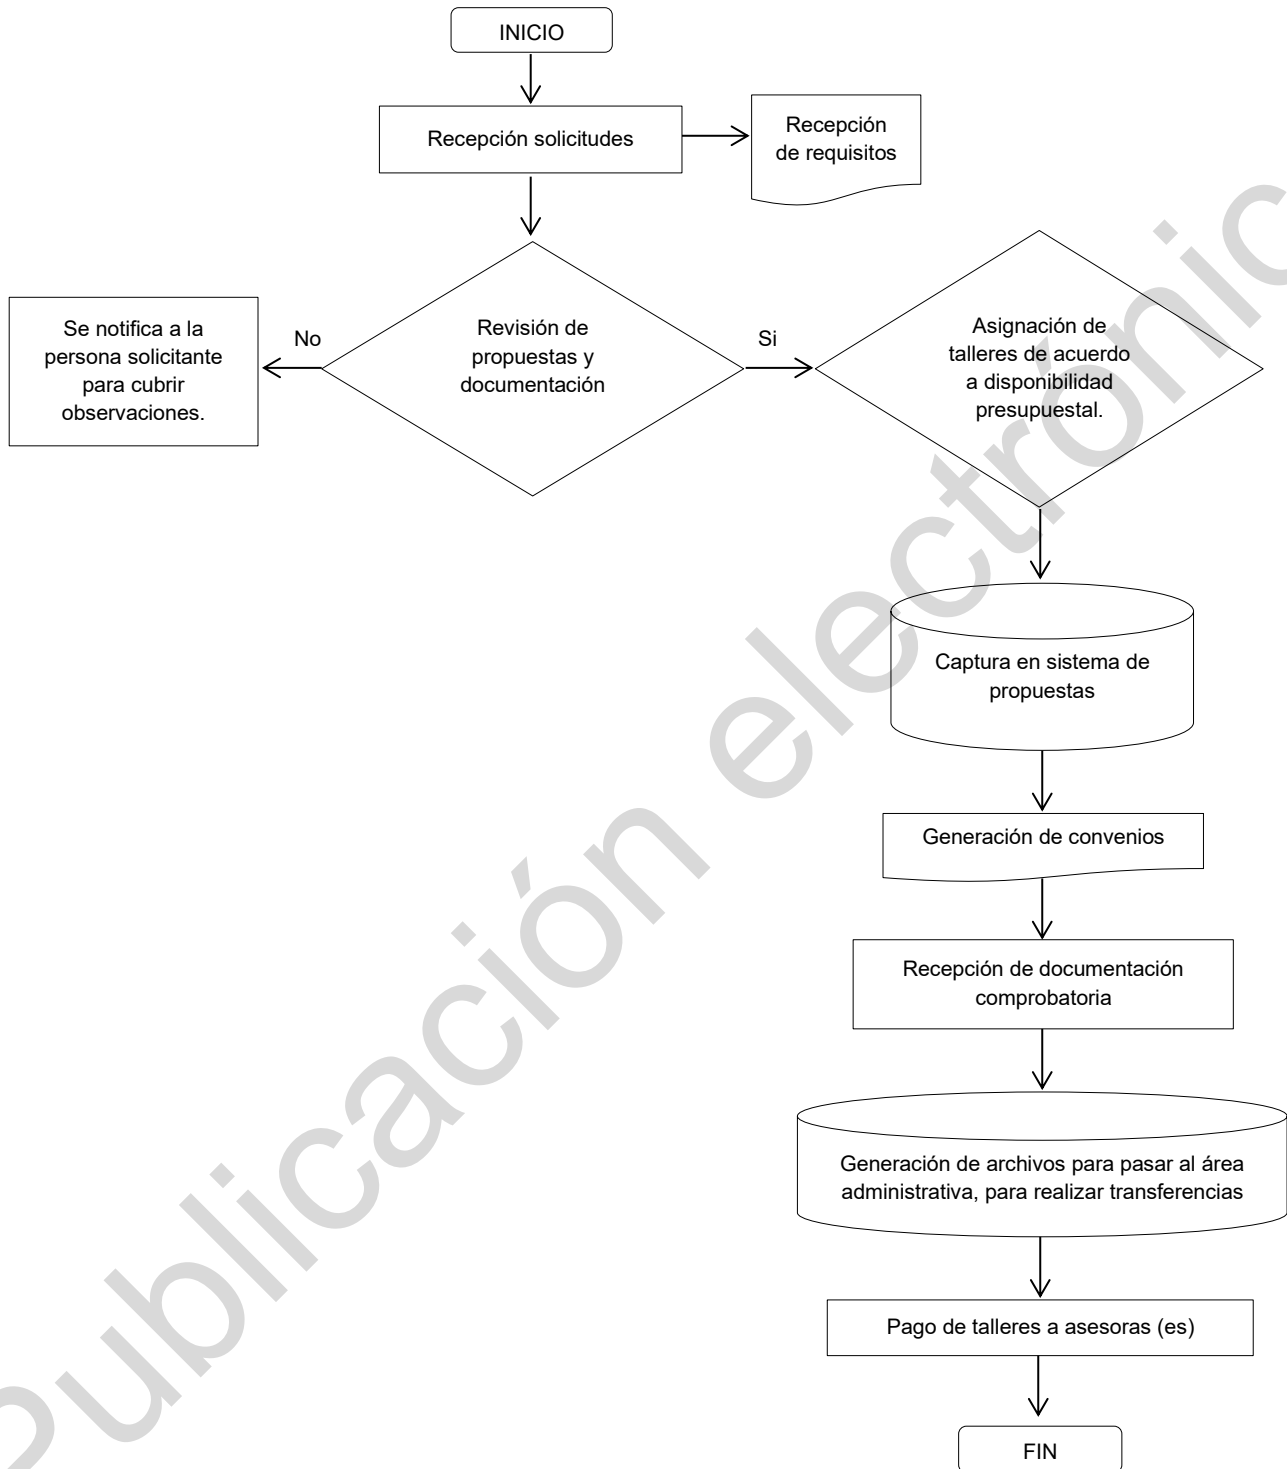 INICIO
Recepción solicitudes
Recepción
de requisitos
Se notifica a la
persona solicitante
para cubrir
observaciones.
No
Revisión de
propuestas y
documentación
Si
Asignación de
talleres de acuerdo
a disponibilidad
presupuestal.
Captura en sistema de
propuestas
Generación de convenios
Recepción de documentación
comprobatoria
Generación de archivos para pasar al área
administrativa, para realizar transferencias
Pago de talleres a asesoras (es)
FIN
Publicación electrónic